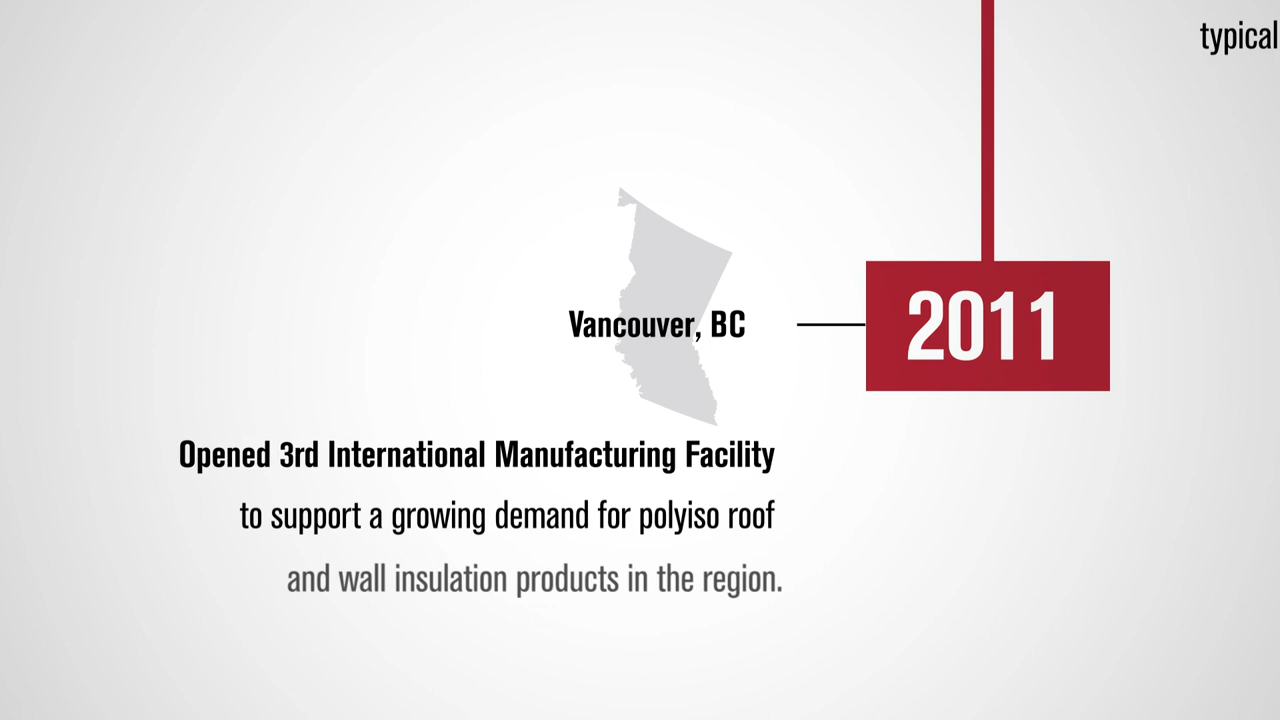 typical
Vancouver, BC
2011
Opened 3rd International Manufacturing Facility
to support a growing demand for polyiso roof
and wall insulation products in the region.